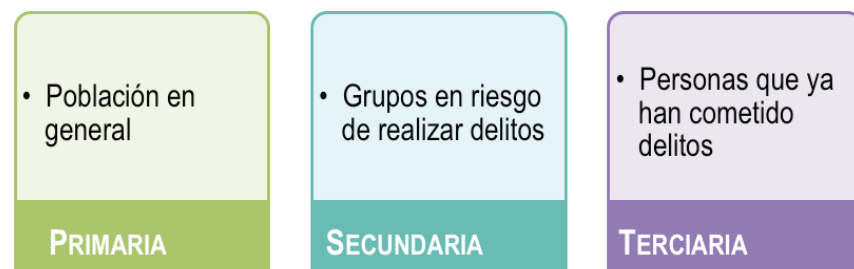 • Población en
general
PRIMARIA
• Grupos en riesgo
de realizar delitos
SECUNDARIA
• Personas que ya
han cometido
delitos
TERCIARIA